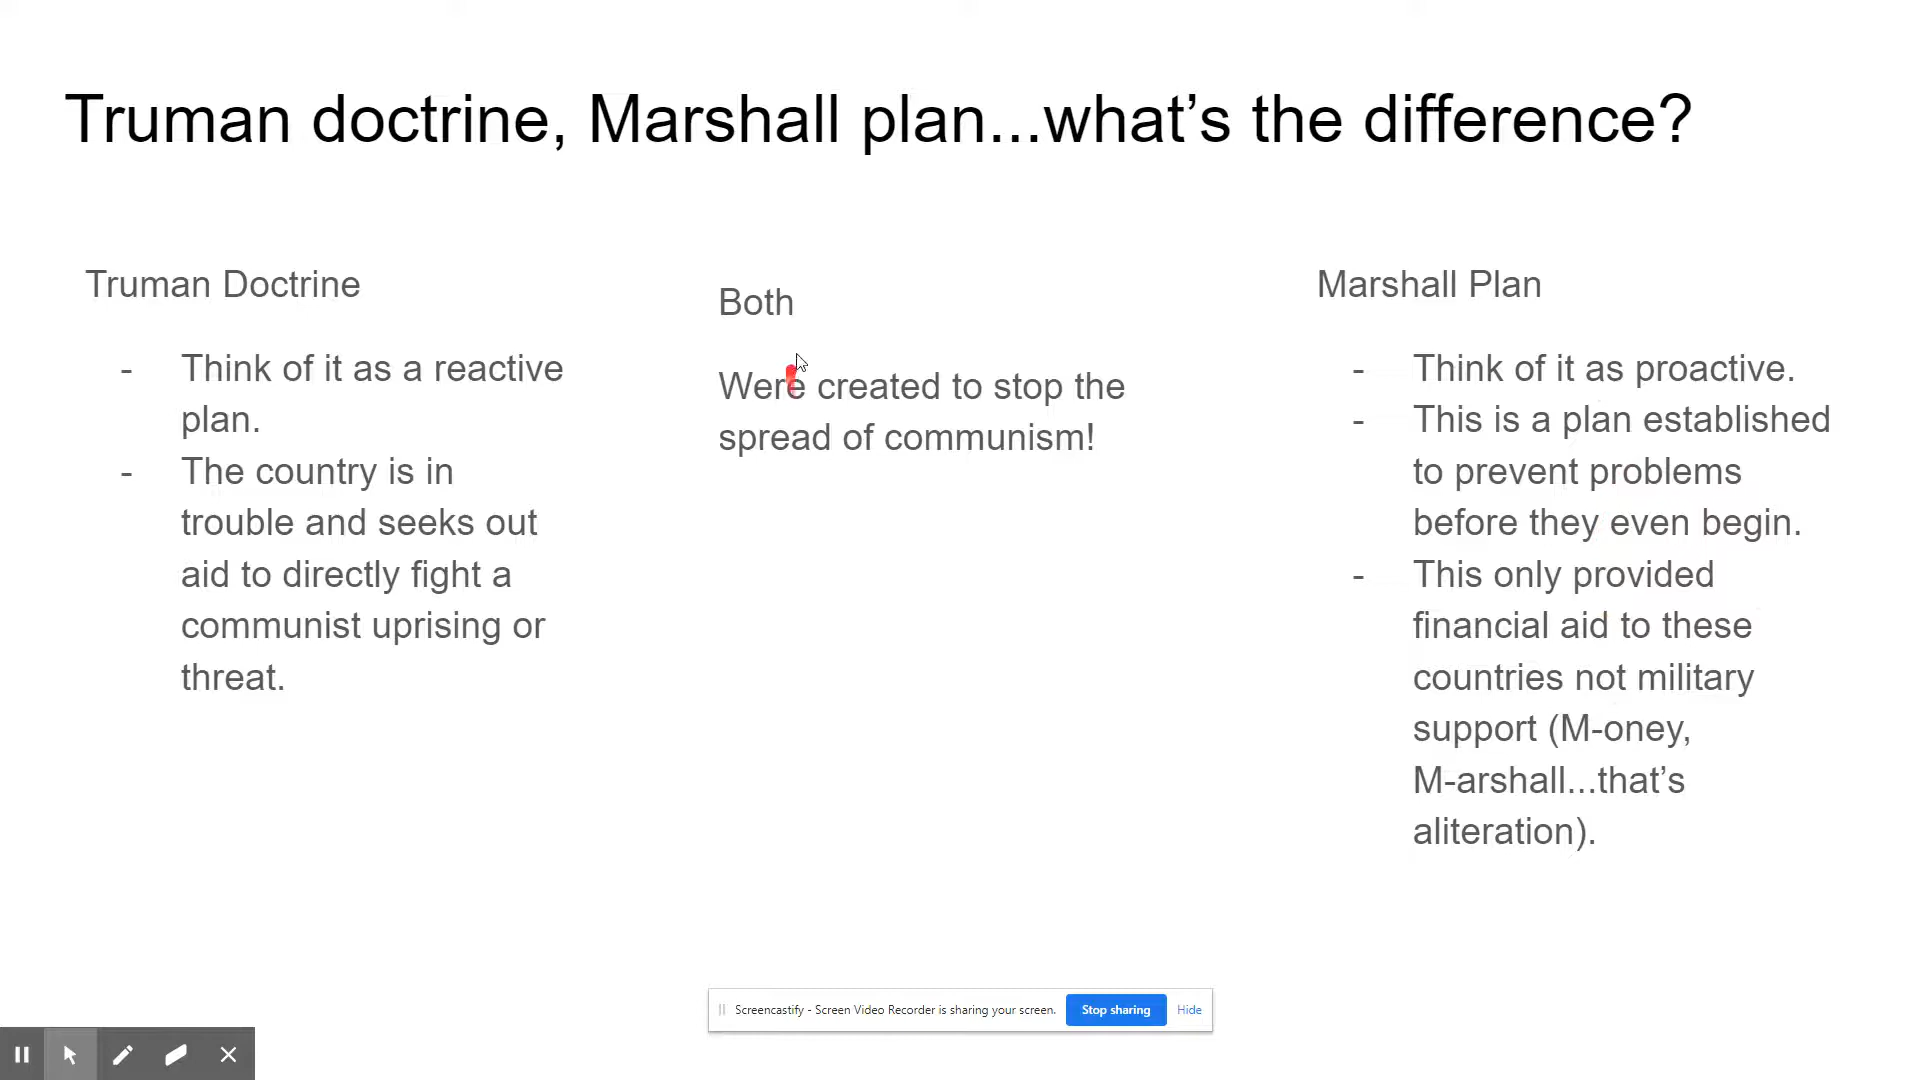 Truman doctrine, Marshall plan...what’s the difference?
Truman Doctrine
- Think of it as a reactive
plan.
- The country is in
trouble and seeks out
aid to directly fight a
communist uprising or
threat.
Both
Were created to stop the
spread of communism!
Marshall Plan
- Think of it as proactive.
- This is a plan established
to prevent problems
before they even begin.
- This only provided
financial aid to these
countries not military
support (M-oney,
M-arshall...that’s
aliteration).
Screencastify - Screen Video Recorder is sharing your screen. Stop sharing Hide